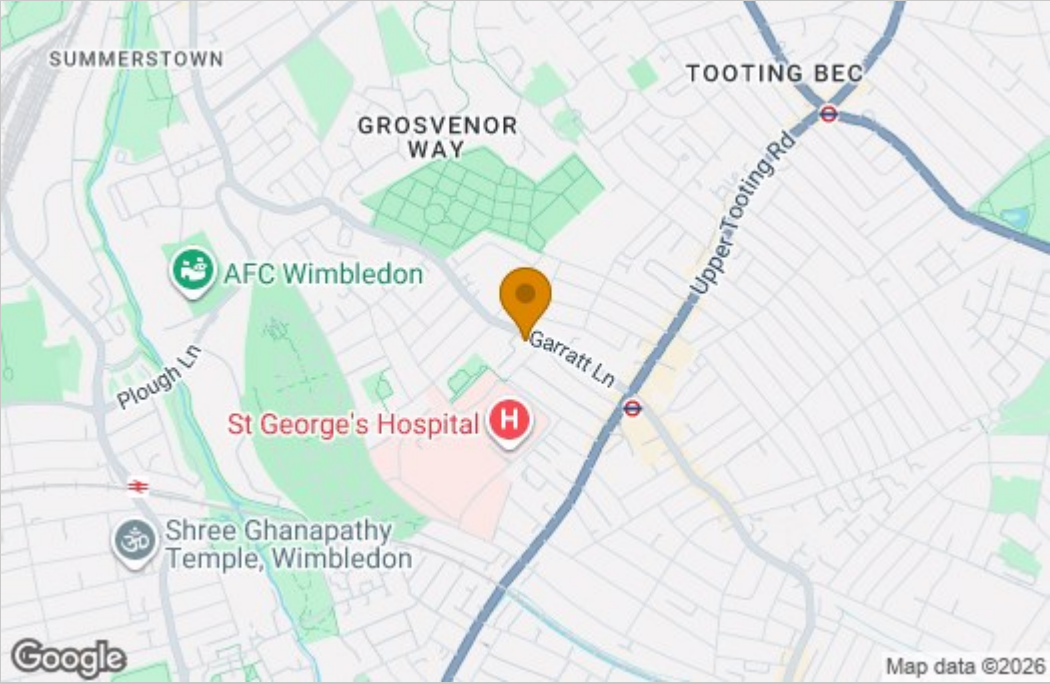 SUMMERSTOWN
TOOTING BEC
GROSVENOR
WAY
Upper Tooting Rd
AFC Wimbledon
Garratt Ln
Plough Ln
St George's Hospital
H
Shree Ghanapathy
Temple, Wimbledon
ॐ
Google
Map data ©2026